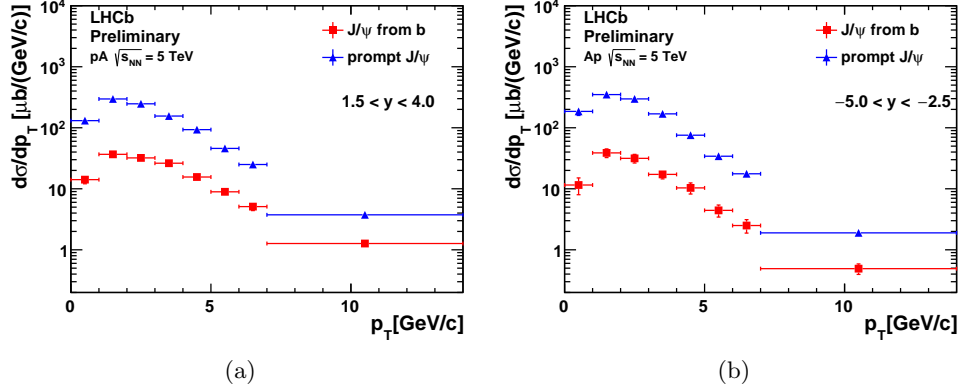 dσ/dp_T [μb/(GeV/c)]
10⁴
10³
10²
10
1
LHCb
Preliminary
pA √s_NN = 5 TeV
J/ψ from b
prompt J/ψ
1.5 < y < 4.0
0 5 10
p_T[GeV/c]
(a)
dσ/dp_T [μb/(GeV/c)]
10⁴
10³
10²
10
1
LHCb
Preliminary
Ap √s_NN = 5 TeV
J/ψ from b
prompt J/ψ
−5.0 < y < −2.5
0 5 10
p_T[GeV/c]
(b)